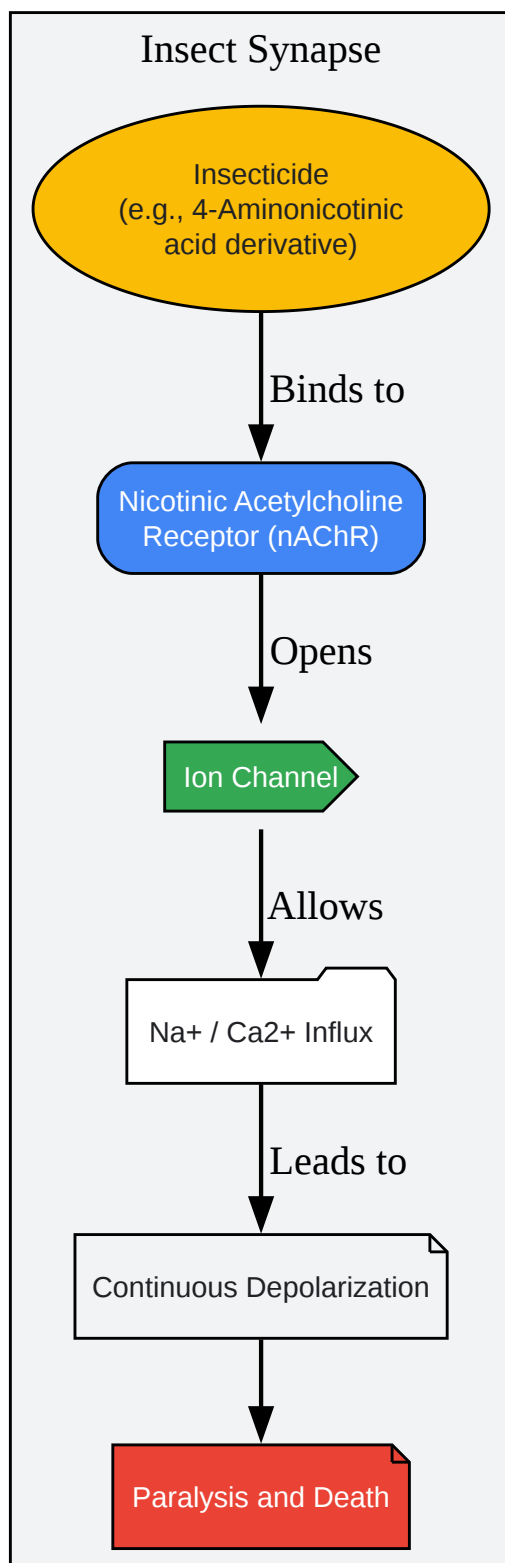 Insect Synapse
Insecticide
(e.g., 4-Aminonicotinic
acid derivative)
Binds to
Nicotinic Acetylcholine
Receptor (nAChR)
Opens
Ion Channel
Allows
Na+ / Ca2+ Influx
Leads to
Continuous Depolarization
Paralysis and Death